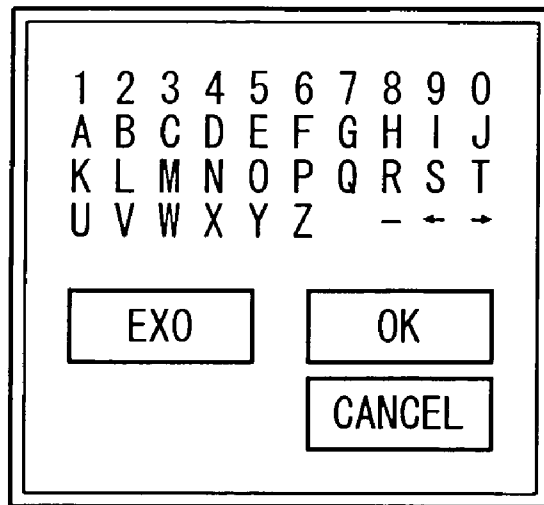 1 2 3 4 5 6 7 8 9 0
A B C D E F G H I J
K L M N O P Q R S T
U V W X Y Z – ← →
EXO OK
CANCEL